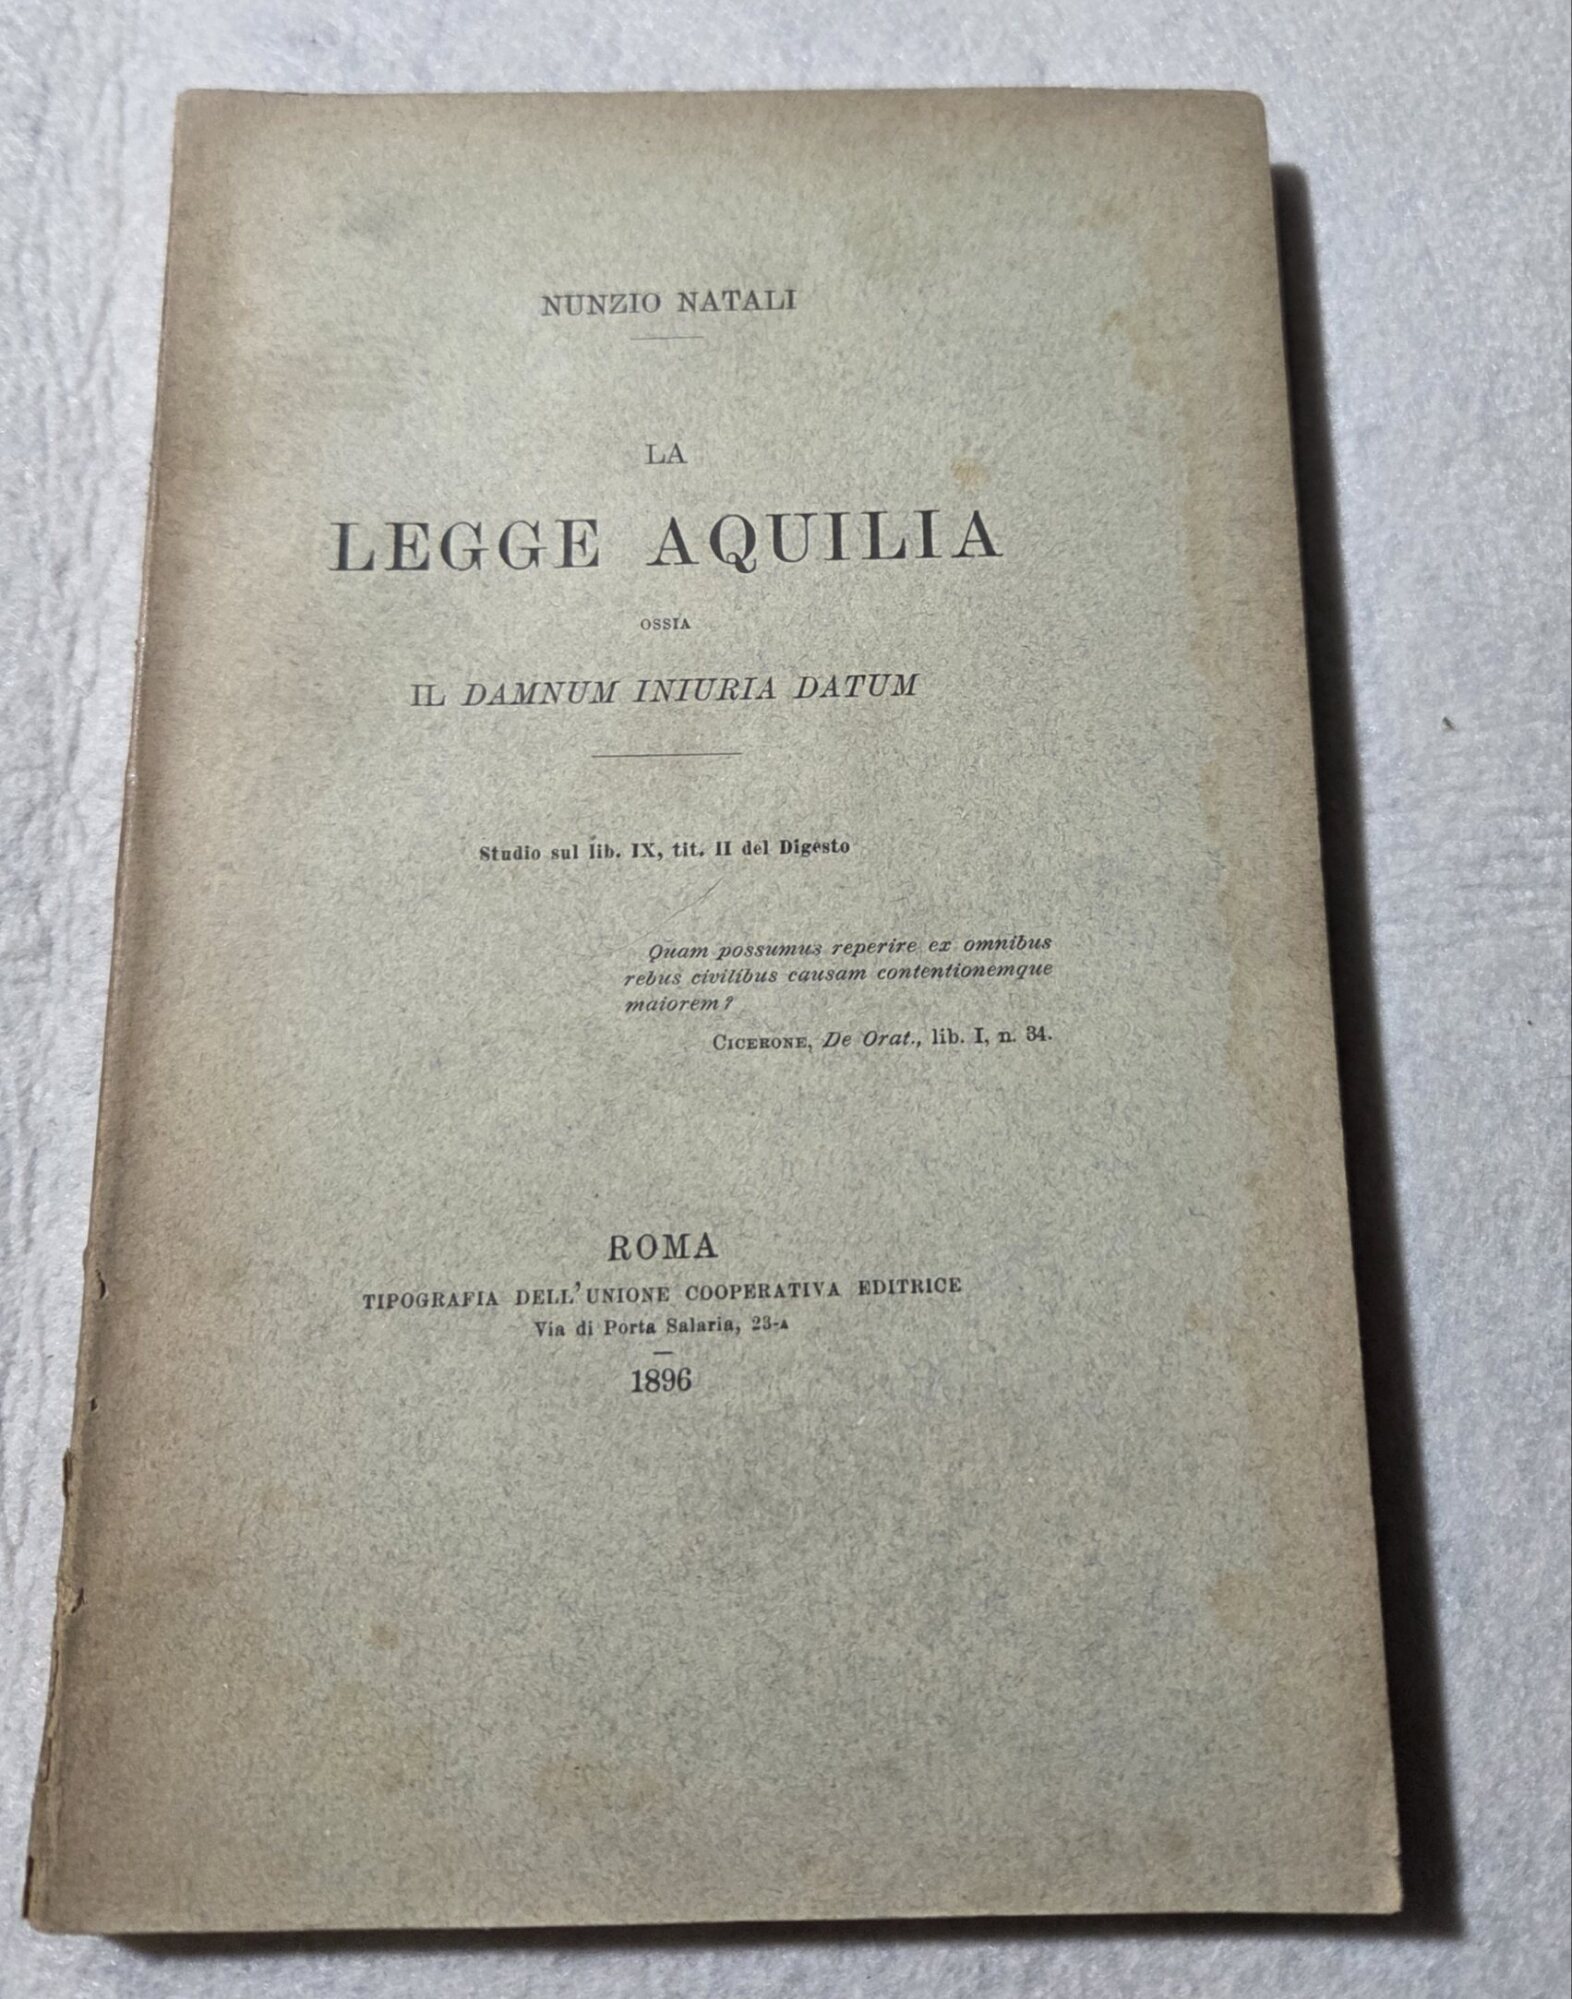 NUNZIO NATALI
LA
LEGGE AQUILIA
OSSIA
IL DAMNUM INIURIA DATUM
Studio sul lib. IX, tit. II del Digesto
Quam possumus reperire ex omnibus
rebus civilibus causam contentionemque
maiorem?
CICERONE, De Orat., lib. I, n. 34.
ROMA
TIPOGRAFIA DELL'UNIONE COOPERATIVA EDITRICE
Via di Porta Salaria, 23-A
1896